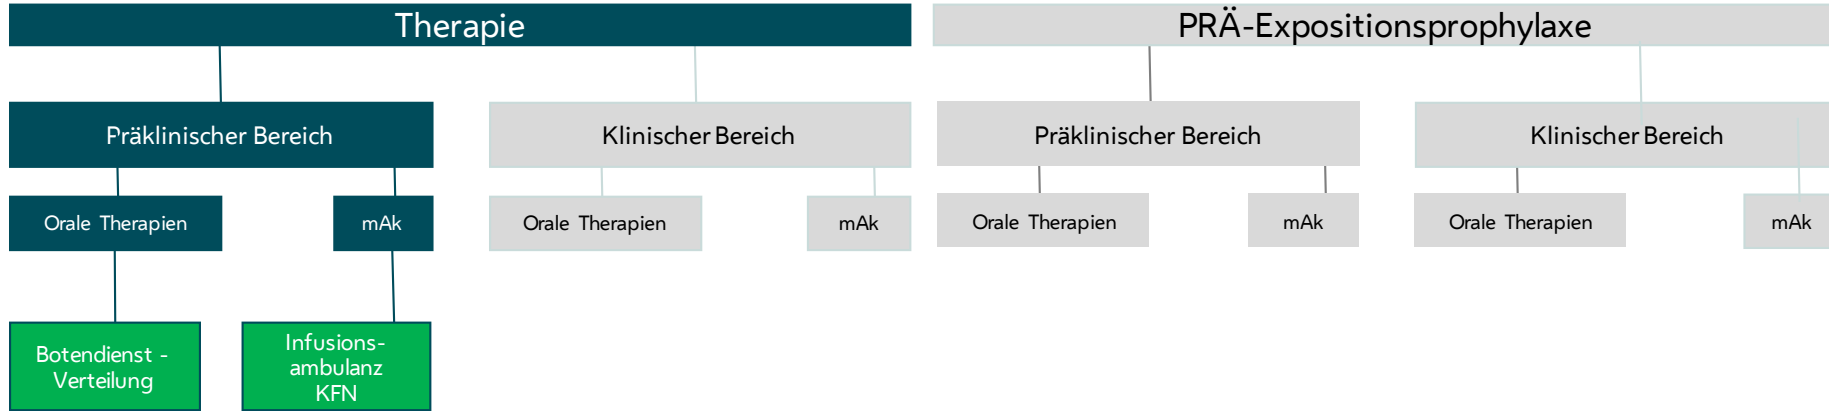 Therapie
PRÄ-Expositionsprophylaxe
Präklinischer Bereich
Klinischer Bereich
Präklinischer Bereich
Klinischer Bereich
Orale Therapien
mAk
Orale Therapien
mAk
Orale Therapien
mAk
Orale Therapien
mAk
Botendienst -
Verteilung
Infusions-
ambulanz
KFN